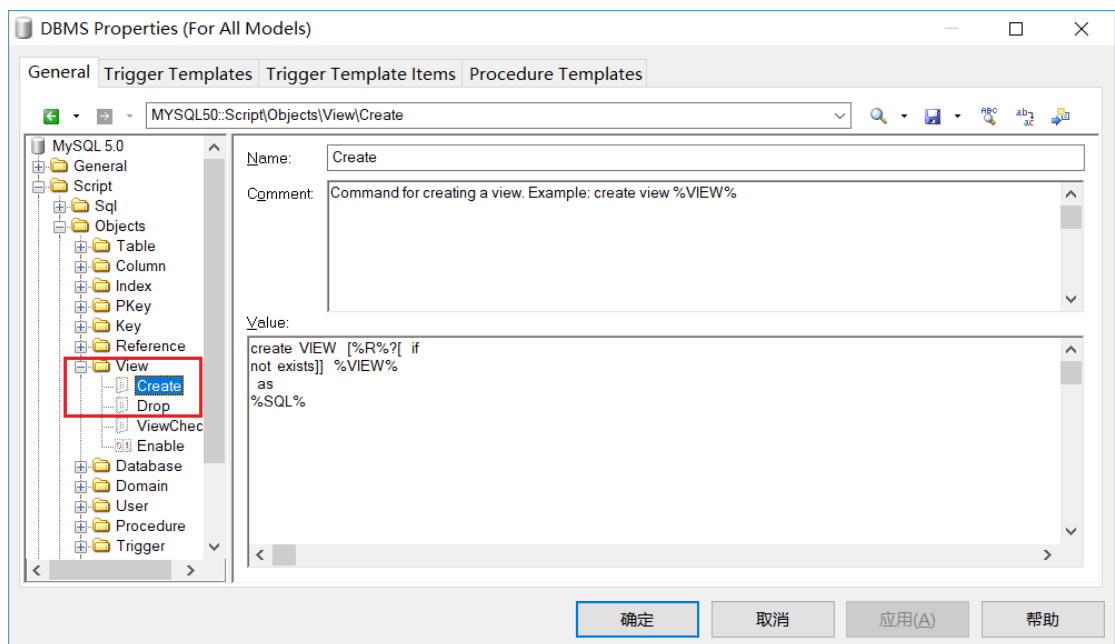 DBMS Properties (For All Models)
General Trigger Templates Trigger Template Items Procedure Templates
MYSQL50::Script\Objects\View\Create
MySQL 5.0
General
Script
Sql
Objects
Table
Column
Index
PKey
Key
Reference
View
Create
Drop
ViewChec
Enable
Database
Domain
User
Procedure
Trigger
Name:
Create
Comment:
Command for creating a view. Example: create view %VIEW%
Value:
create VIEW [%R%?[ if
not exists]] %VIEW%
as
%SQL%
确定 取消 应用(A) 帮助